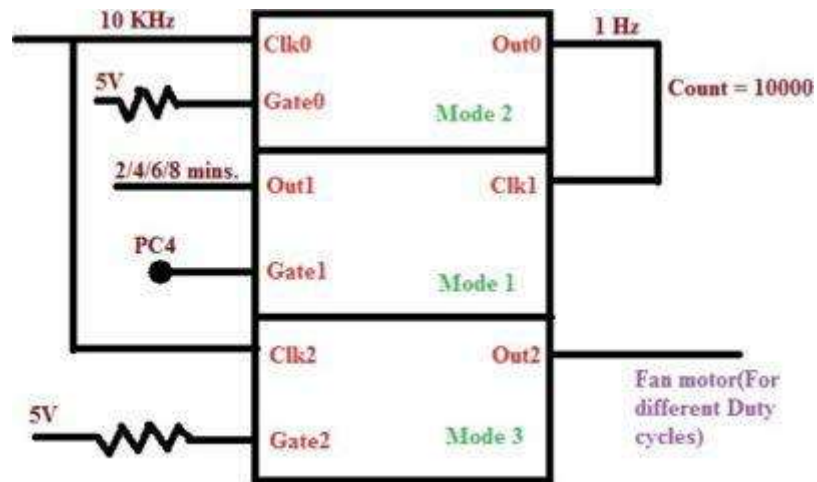 10 KHz
Clk0
Out0
1 Hz
5V
Gate0
Mode 2
Count = 10000
2/4/6/8 mins.
Out1
Clk1
PC4
Gate1
Mode 1
Clk2
Out2
5V
Gate2
Mode 3
Fan motor(For
different Duty
cycles)